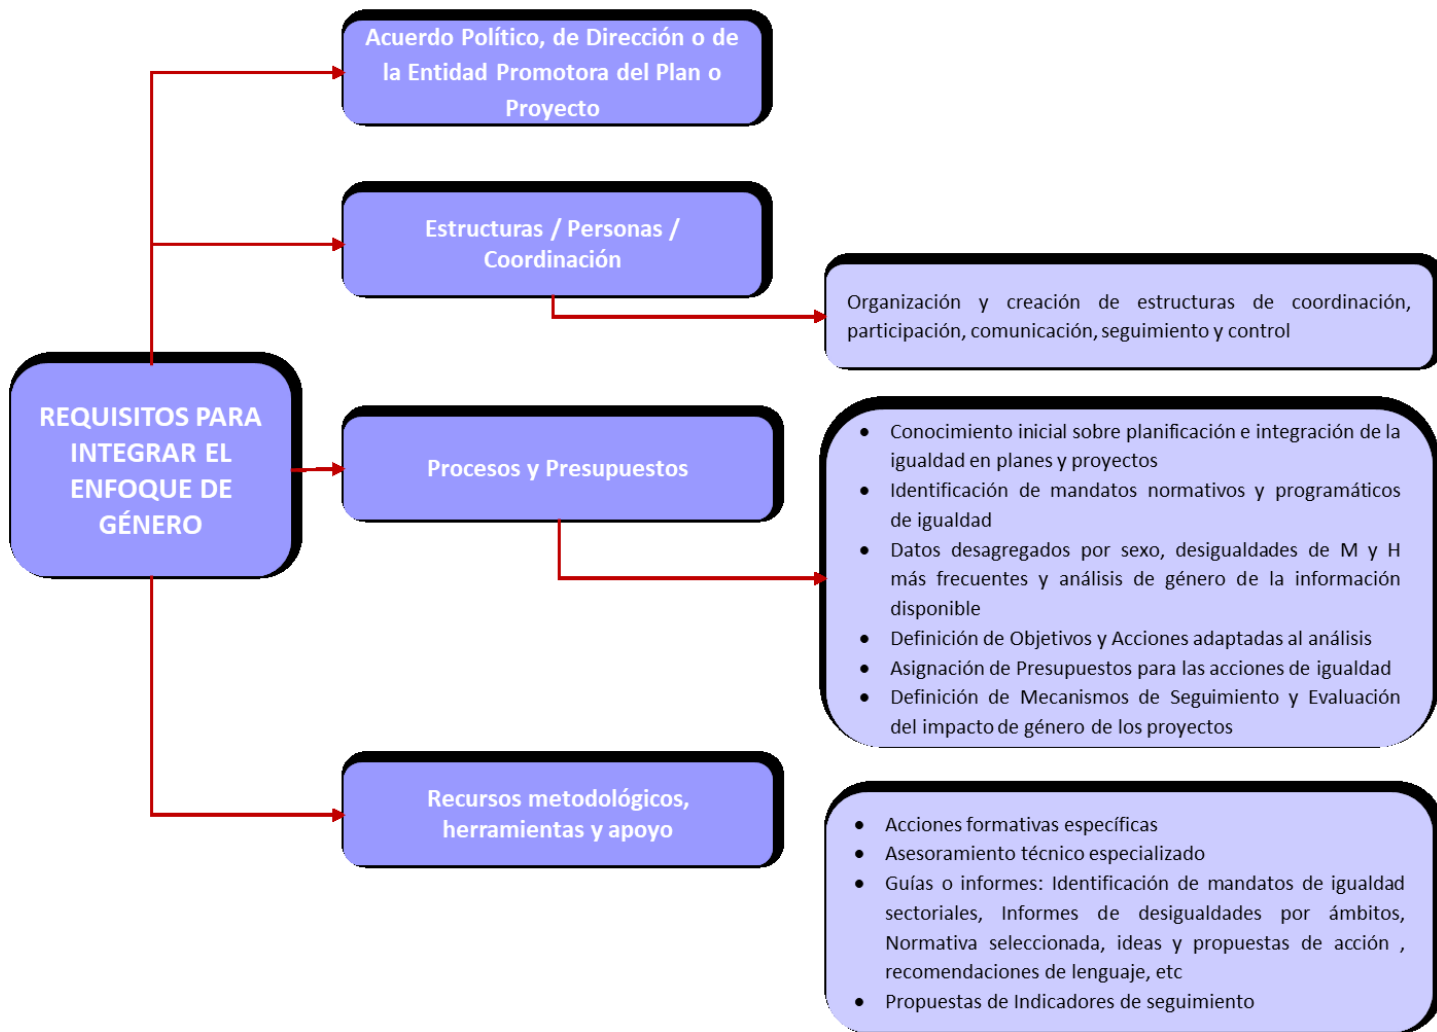 Acuerdo Político, de Dirección o de
la Entidad Promotora del Plan o
Proyecto
Estructuras / Personas /
Coordinación
Organización y creación de estructuras de coordinación,
participación, comunicación, seguimiento y control
REQUISITOS PARA
INTEGRAR EL
ENFOQUE DE
GÉNERO
Procesos y Presupuestos
• Conocimiento inicial sobre planificación e integración de la
igualdad en planes y proyectos
• Identificación de mandatos normativos y programáticos
de igualdad
• Datos desagregados por sexo, desigualdades de M y H
más frecuentes y análisis de género de la información
disponible
• Definición de Objetivos y Acciones adaptadas al análisis
• Asignación de Presupuestos para las acciones de igualdad
• Definición de Mecanismos de Seguimiento y Evaluación
del impacto de género de los proyectos
Recursos metodológicos,
herramientas y apoyo
• Acciones formativas específicas
• Asesoramiento técnico especializado
• Guías o informes: Identificación de mandatos de igualdad
sectoriales, Informes de desigualdades por ámbitos,
Normativa seleccionada, ideas y propuestas de acción ,
recomendaciones de lenguaje, etc
• Propuestas de Indicadores de seguimiento